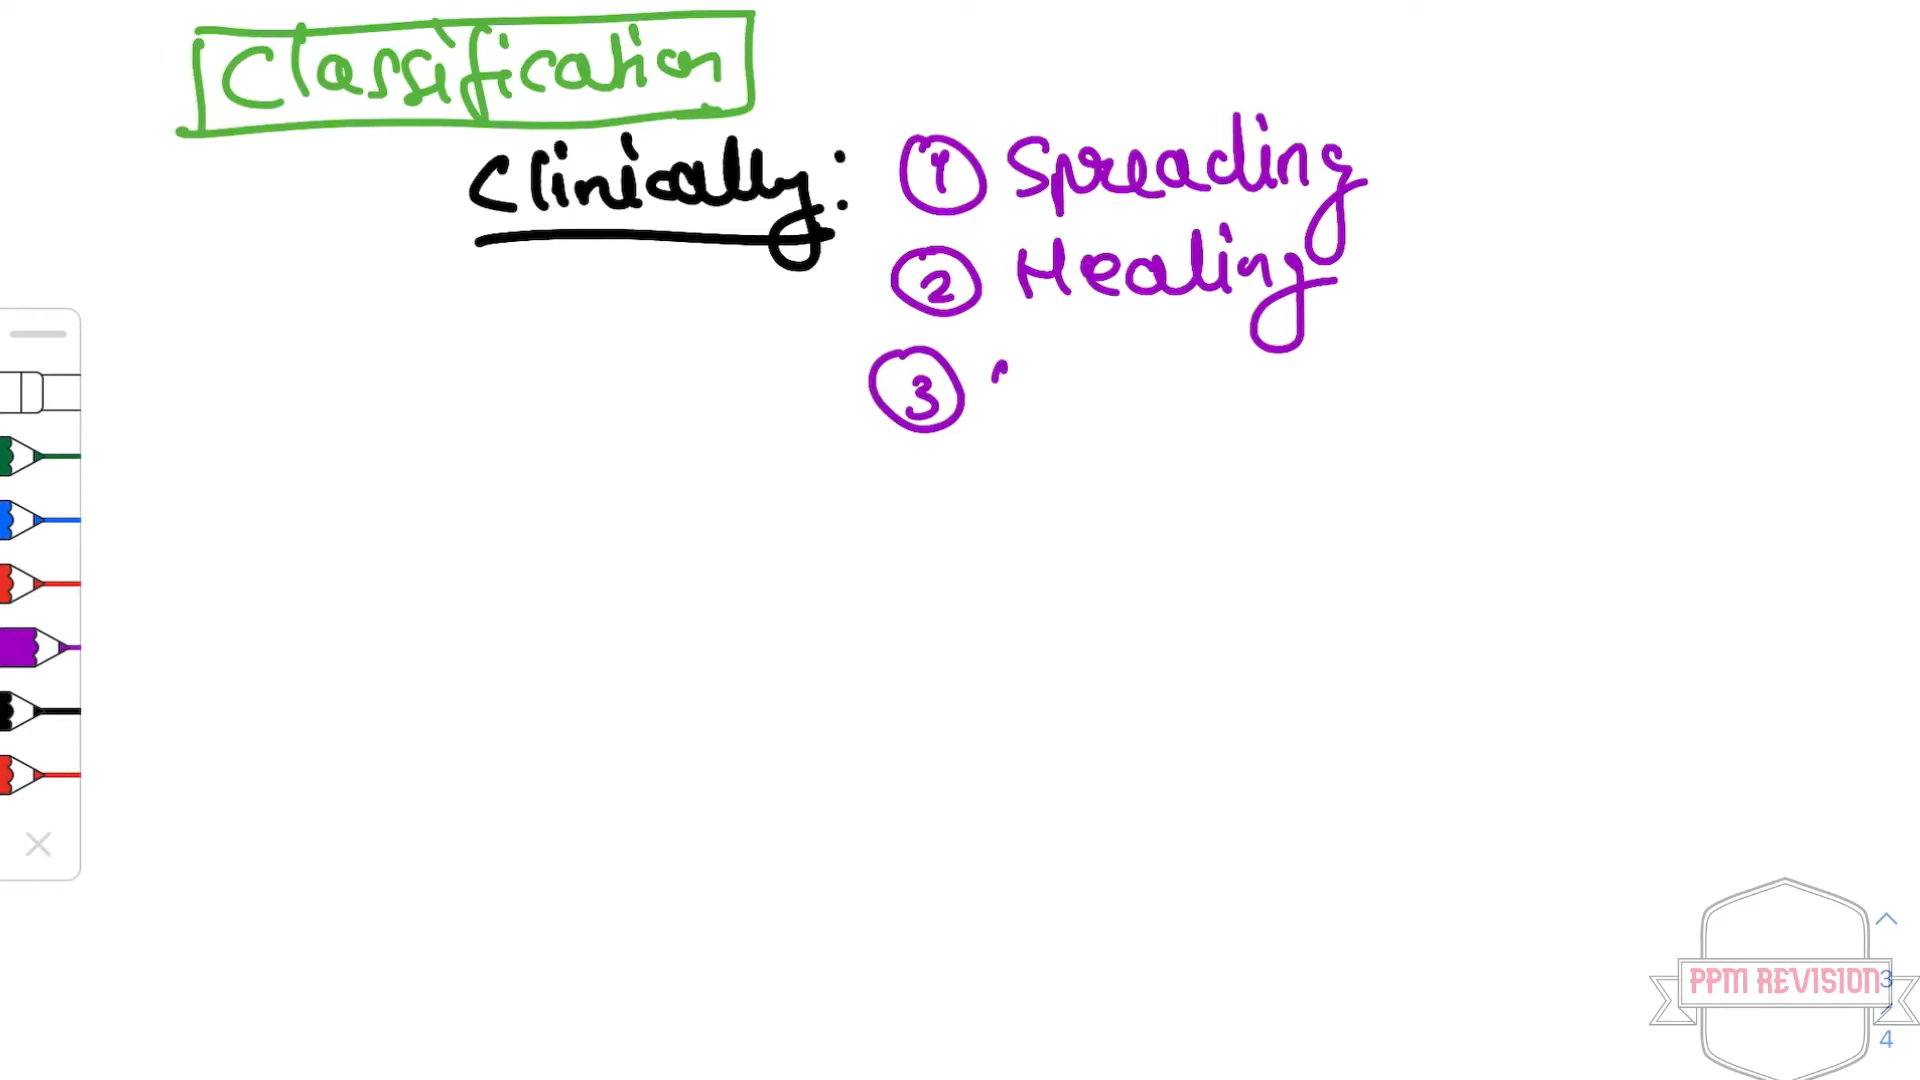 Classification
Clinically: 1 Spreading
2 Healing
3
PPM REVISION
3
4